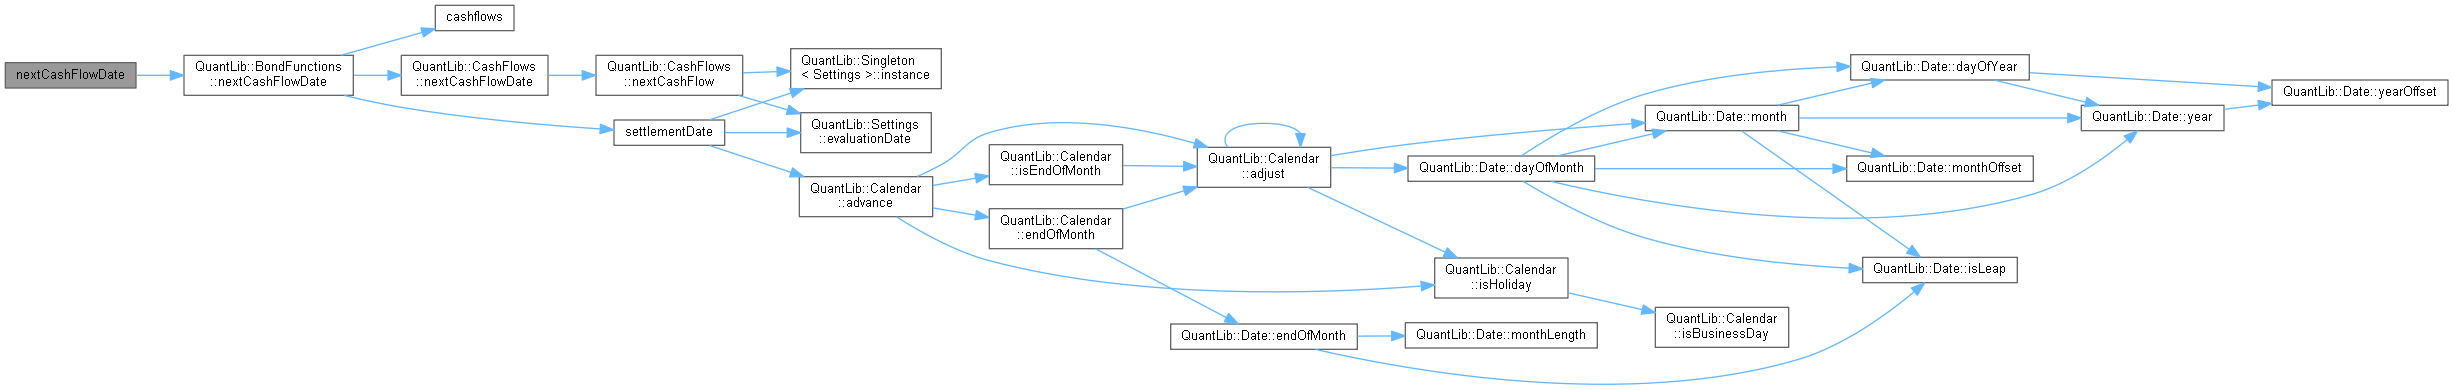 nextCashFlowDate
QuantLib::BondFunctions
::nextCashFlowDate
cashflows
QuantLib::CashFlows
::nextCashFlowDate
settlementDate
QuantLib::CashFlows
::nextCashFlow
QuantLib::Singleton
< Settings >::instance
QuantLib::Settings
::evaluationDate
QuantLib::Calendar
::advance
QuantLib::Calendar
::isEndOfMonth
QuantLib::Calendar
::endOfMonth
QuantLib::Calendar
::adjust
QuantLib::Date::endOfMonth
QuantLib::Date::dayOfMonth
QuantLib::Calendar
::isHoliday
QuantLib::Date::monthLength
QuantLib::Date::month
QuantLib::Calendar
::isBusinessDay
QuantLib::Date::dayOfYear
QuantLib::Date::monthOffset
QuantLib::Date::isLeap
QuantLib::Date::year
QuantLib::Date::yearOffset